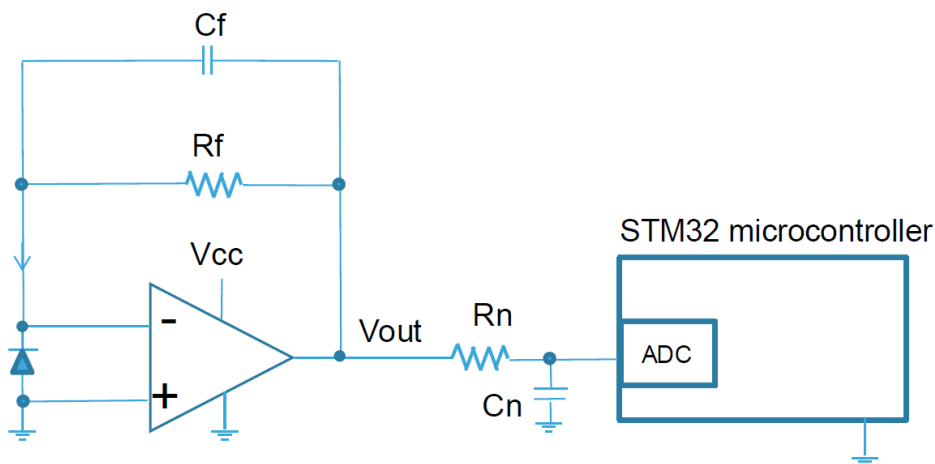 Cf
Rf
STM32 microcontroller
Vcc
-
Vout
Rn
ADC
+
Cn